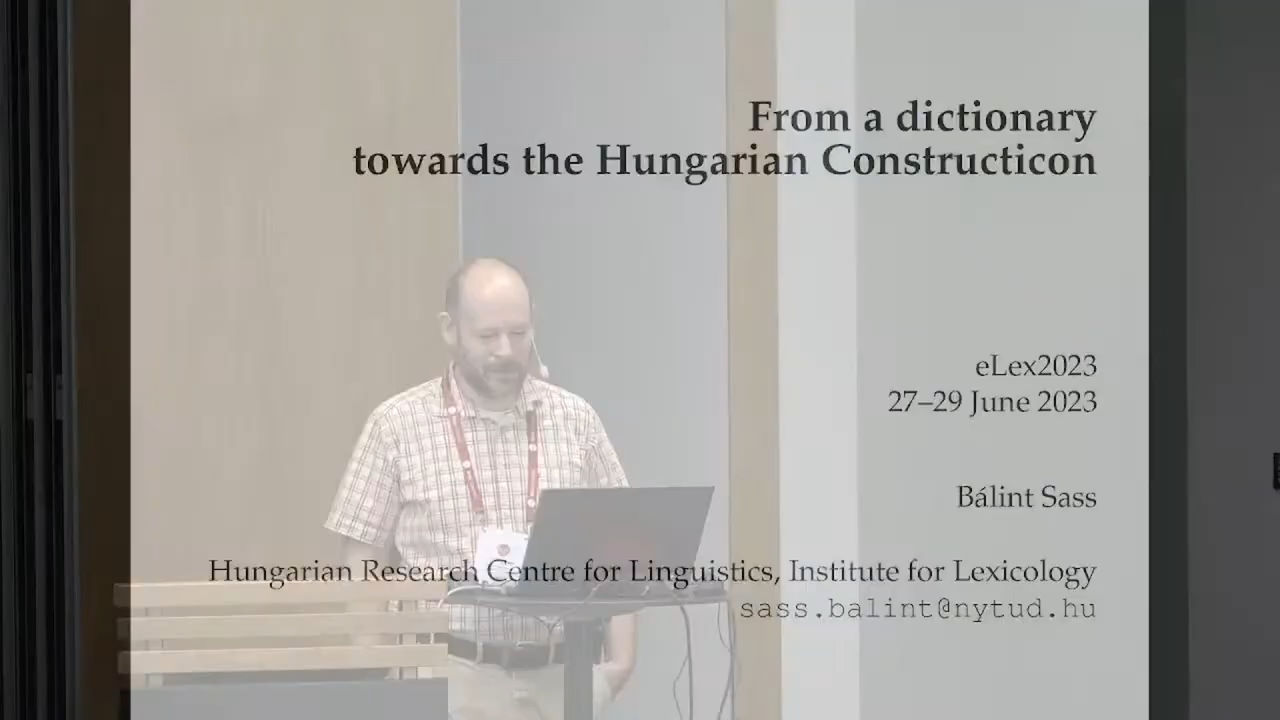 From a dictionary
towards the Hungarian Constructicon
eLex2023
27–29 June 2023
Bálint Sass
Hungarian Research Centre for Linguistics, Institute for Lexicology
sass.balint@nytud.hu